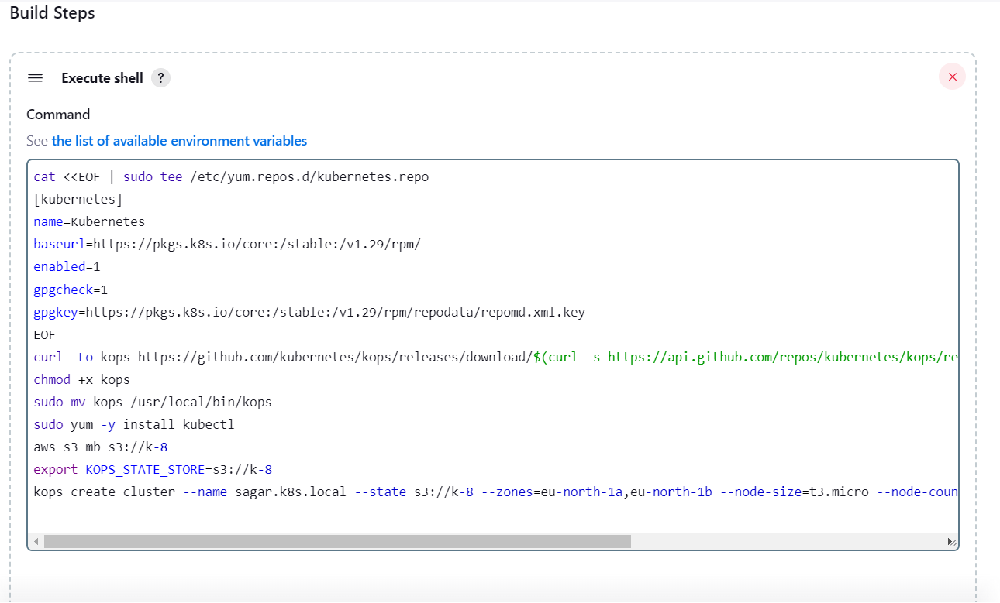 Build Steps
Execute shell ?
Command
See the list of available environment variables
cat <<EOF | sudo tee /etc/yum.repos.d/kubernetes.repo
[kubernetes]
name=Kubernetes
baseurl=https://pkgs.k8s.io/core:/stable:/v1.29/rpm/
enabled=1
gpgcheck=1
gpgkey=https://pkgs.k8s.io/core:/stable:/v1.29/rpm/repodata/repomd.xml.key
EOF
curl -Lo kops https://github.com/kubernetes/kops/releases/download/$(curl -s https://api.github.com/repos/kubernetes/kops/re
chmod +x kops
sudo mv kops /usr/local/bin/kops
sudo yum -y install kubectl
aws s3 mb s3://k-8
export KOPS_STATE_STORE=s3://k-8
kops create cluster --name sagar.k8s.local --state s3://k-8 --zones=eu-north-1a,eu-north-1b --node-size=t3.micro --node-coun